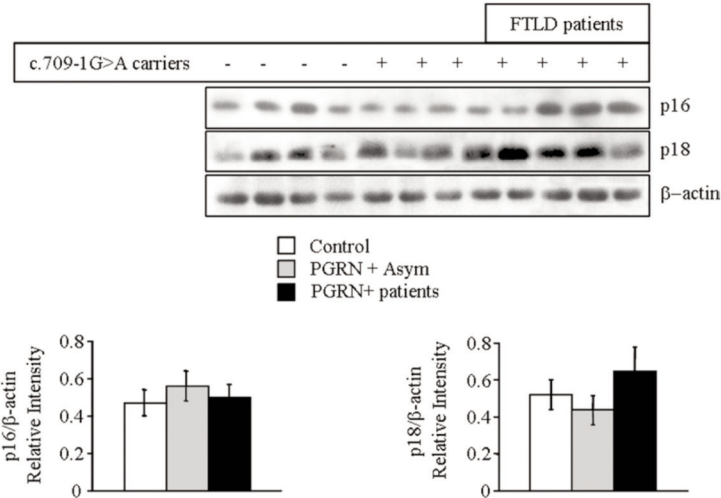 FTLD patients
c.709-1G>A carriers - - - - + + + + + + +
p16
p18
β-actin
Control
PGRN + Asym
PGRN+ patients
p16/β-actin
Relative Intensity
0.8
0.6
0.4
0.2
0
p18/β-actin
Relative Intensity
0.8
0.6
0.4
0.2
0